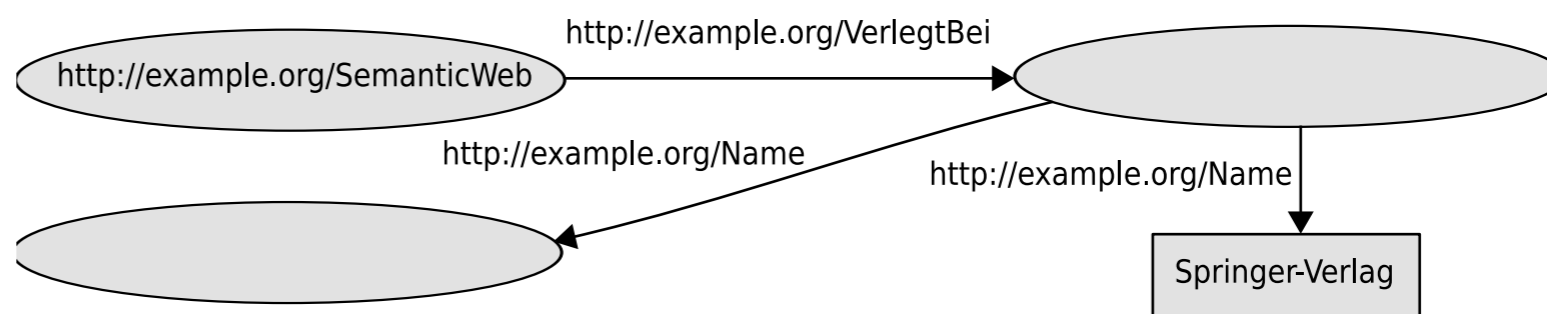 http://example.org/VerlegtBei
http://example.org/SemanticWeb
http://example.org/Name
http://example.org/Name
Springer-Verlag